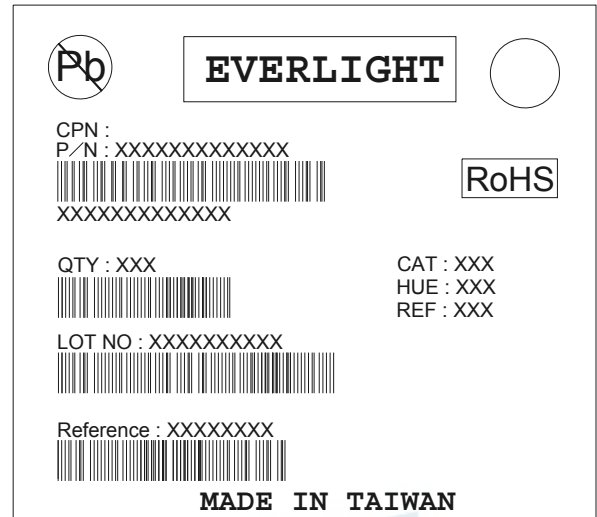 Pb
EVERLIGHT
CPN :
P/N : XXXXXXXXXXXXX
RoHS
XXXXXXXXXXXXX
QTY : XXX
CAT : XXX
HUE : XXX
REF : XXX
LOT NO : XXXXXXXXXX
Reference : XXXXXXXX
MADE IN TAIWAN